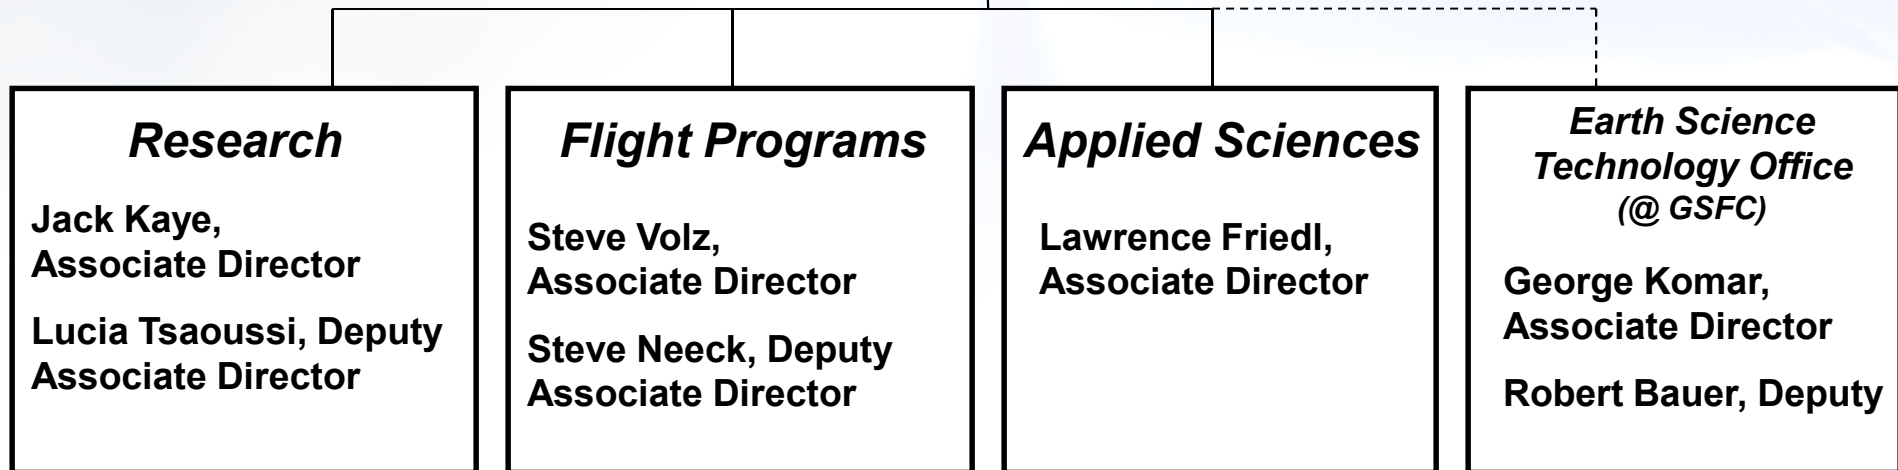 Research
Jack Kaye,
Associate Director
Lucia Tsaoussi, Deputy
Associate Director
Flight Programs
Steve Volz,
Associate Director
Steve Neeck, Deputy
Associate Director
Applied Sciences
Lawrence Friedl,
Associate Director
Earth Science
Technology Office
(@ GSFC)
George Komar,
Associate Director
Robert Bauer, Deputy